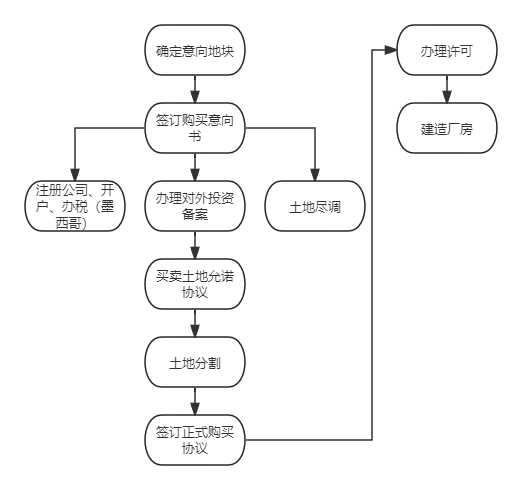 确定意向地块
签订购买意向
书
注册公司、开
户、办税（墨
西哥）
办理对外投资
备案
土地尽调
买卖土地允诺
协议
土地分割
签订正式购买
协议
办理许可
建造厂房